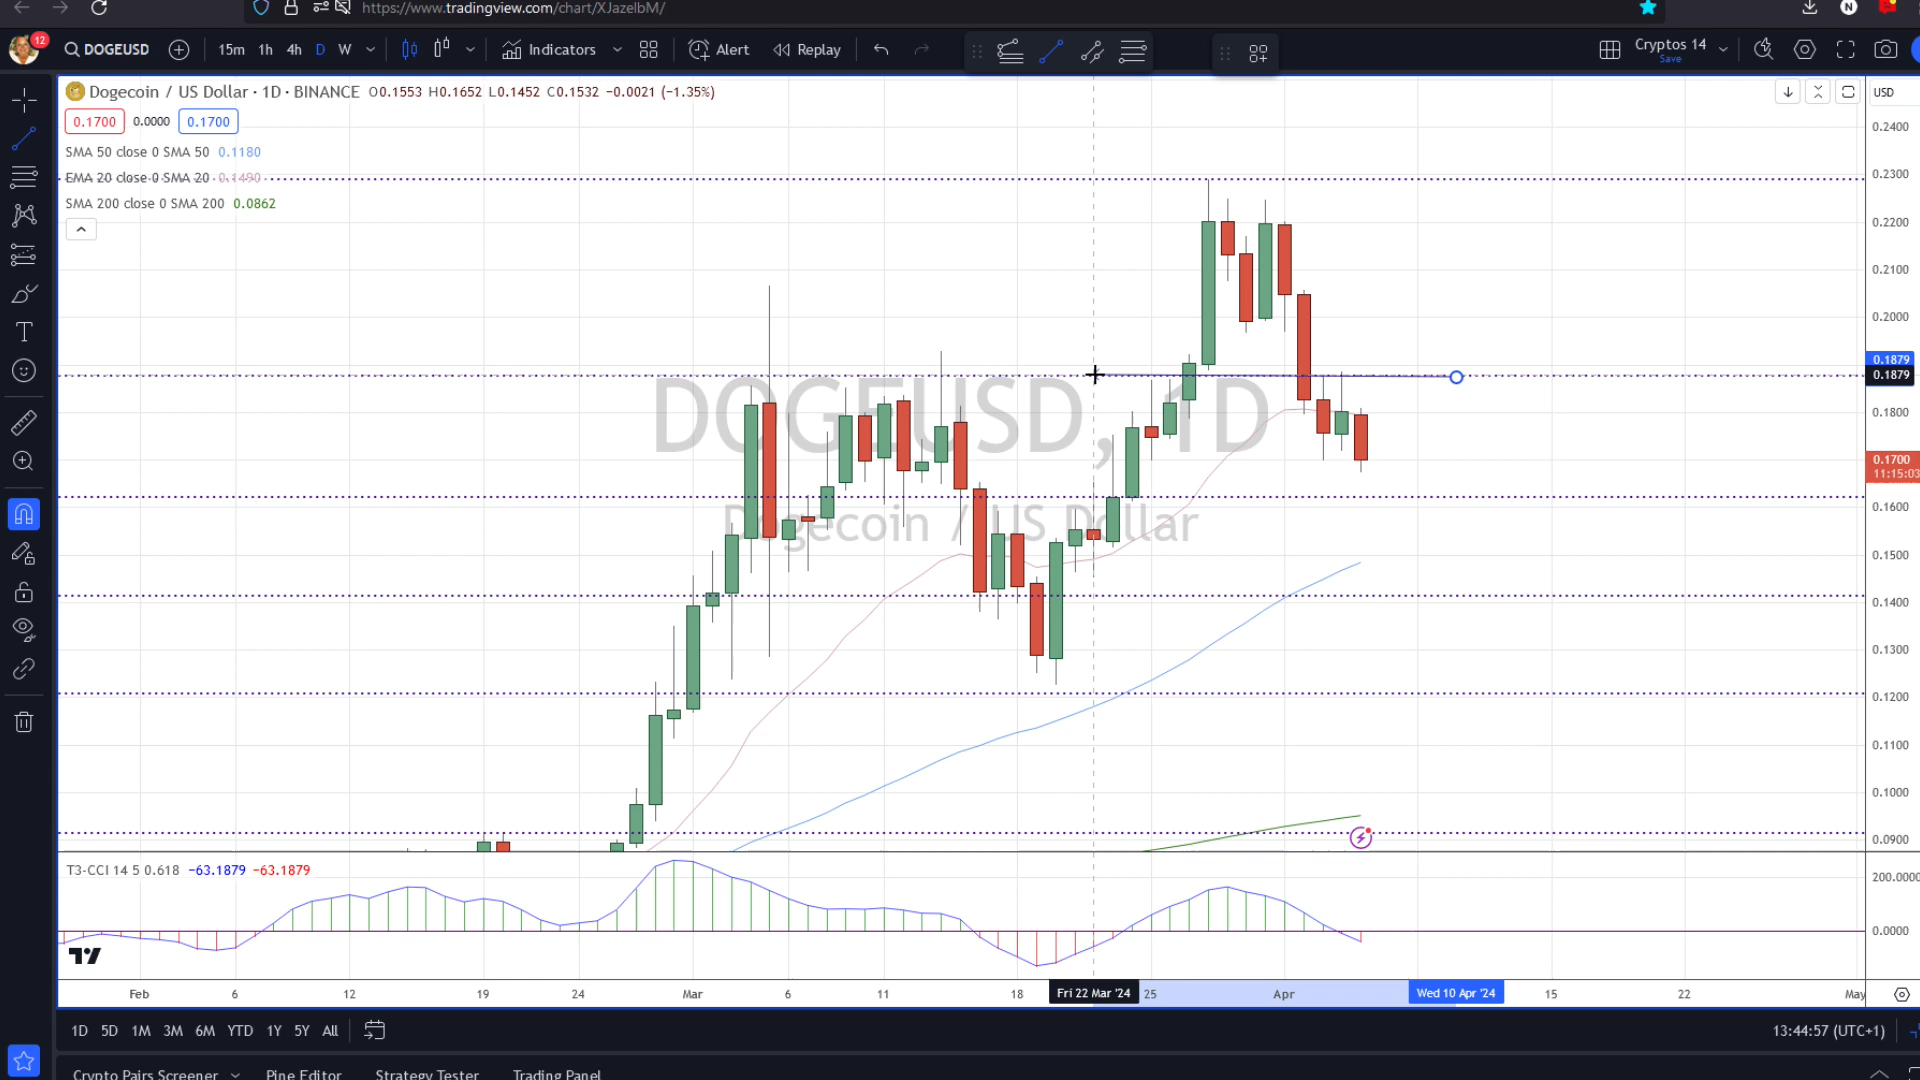 https://www.tradingview.com/chart/XJazelbM/
N
12
DOGEUSD
15m 1h 4h D W
Indicators
Alert
Replay
Cryptos 14
Save
Dogecoin / US Dollar · 1D · BINANCE O0.1553 H0.1652 L0.1452 C0.1532 −0.0021 (−1.35%)
0.1700 0.0000 0.1700
SMA 50 close 0 SMA 50 0.1180
EMA 20 close 0 SMA 20 0.1490
SMA 200 close 0 SMA 200 0.0862
DOGEUSD, 1D
Dogecoin / US Dollar
USD
0.2400
0.2300
0.2200
0.2100
0.2000
0.1879
0.1879
0.1800
0.1700
11:15:03
0.1600
0.1500
0.1400
0.1300
0.1200
0.1100
0.1000
0.0900
T3-CCI 14 5 0.618 −63.1879 −63.1879
200.0000
0.0000
Feb 6 12 19 24 Mar 6 11 18 Fri 22 Mar '24 25 Apr Wed 10 Apr '24 15 22 May
1D 5D 1M 3M 6M YTD 1Y 5Y All
13:44:57 (UTC+1)
Crypto Pairs Screener Pine Editor Strategy Tester Trading Panel